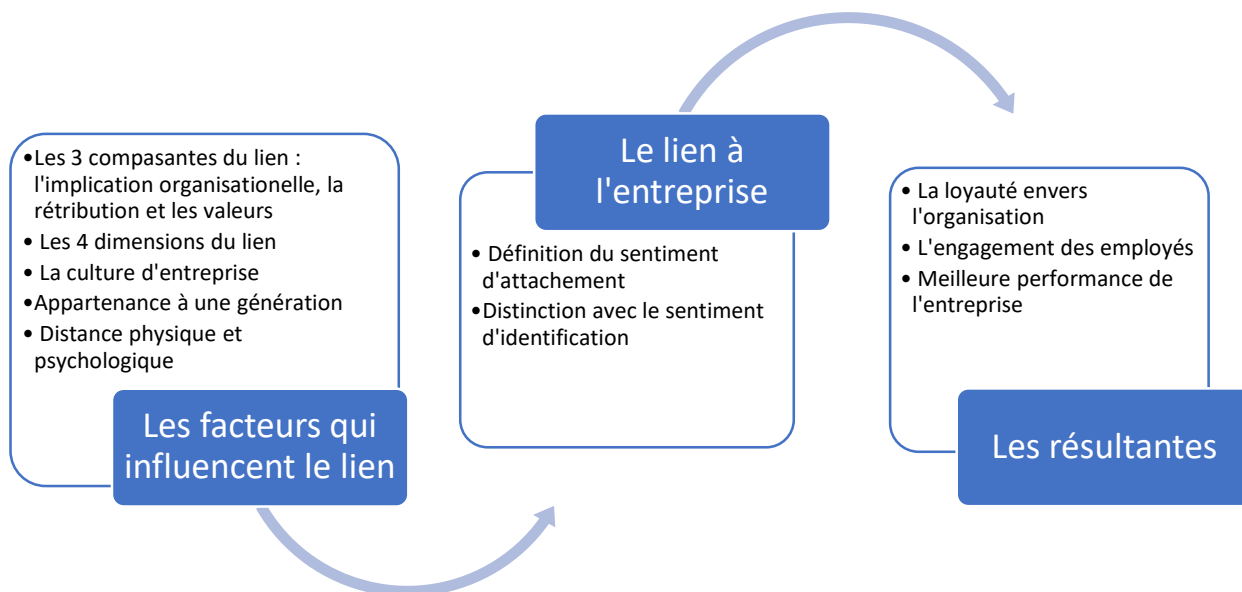 •Les 3 compasantes du lien :
l'implication organisationelle, la
rétribution et les valeurs
• Les 4 dimensions du lien
• La culture d'entreprise
•Appartenance à une génération
• Distance physique et
psychologique
Les facteurs qui
influencent le lien
Le lien à
l'entreprise
• Définition du sentiment
d'attachement
•Distinction avec le sentiment
d'identification
• La loyauté envers
l'organisation
• L'engagement des employés
• Meilleure performance de
l'entreprise
Les résultantes